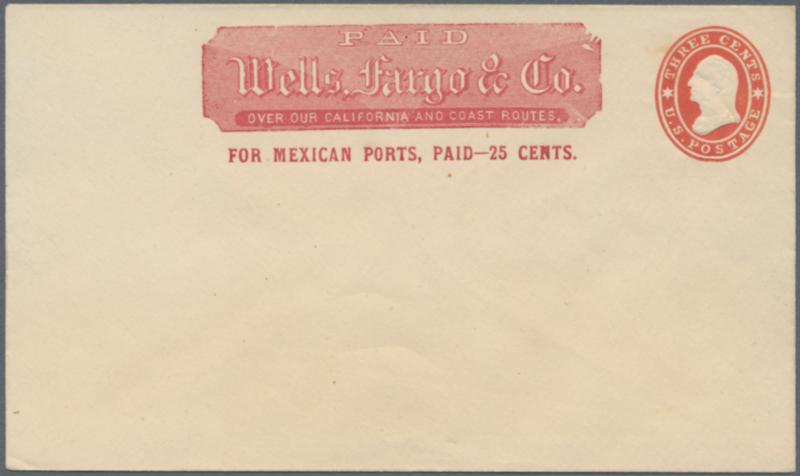 PAID
Wells, Fargo & Co.
OVER OUR CALIFORNIA AND COAST ROUTES.
FOR MEXICAN PORTS, PAID—25 CENTS.
THREE CENTS
U.S. POSTAGE